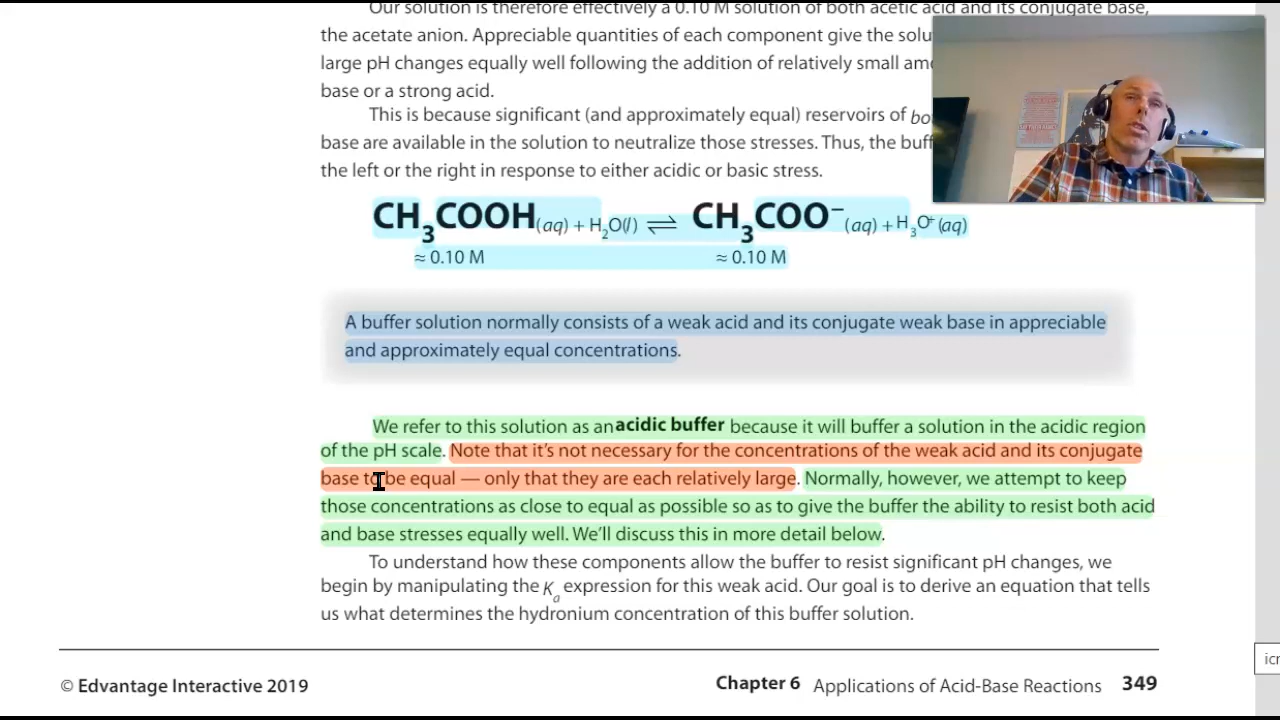 Our solution is therefore effectively a 0.10 M solution of both acetic acid and its conjugate base,
the acetate anion. Appreciable quantities of each component give the solu
large pH changes equally well following the addition of relatively small am
base or a strong acid.
This is because significant (and approximately equal) reservoirs of bo
base are available in the solution to neutralize those stresses. Thus, the buf
the left or the right in response to either acidic or basic stress.
CH₃COOH(aq) + H₂O(l) ⇌ CH₃COO⁻(aq) + H₃O⁺(aq)
≈ 0.10 M ≈ 0.10 M
A buffer solution normally consists of a weak acid and its conjugate weak base in appreciable
and approximately equal concentrations.
We refer to this solution as an acidic buffer because it will buffer a solution in the acidic region
of the pH scale. Note that it's not necessary for the concentrations of the weak acid and its conjugate
base to be equal — only that they are each relatively large. Normally, however, we attempt to keep
those concentrations as close to equal as possible so as to give the buffer the ability to resist both acid
and base stresses equally well. We'll discuss this in more detail below.
To understand how these components allow the buffer to resist significant pH changes, we
begin by manipulating the Kₐ expression for this weak acid. Our goal is to derive an equation that tells
us what determines the hydronium concentration of this buffer solution.
© Edvantage Interactive 2019 Chapter 6 Applications of Acid-Base Reactions 349